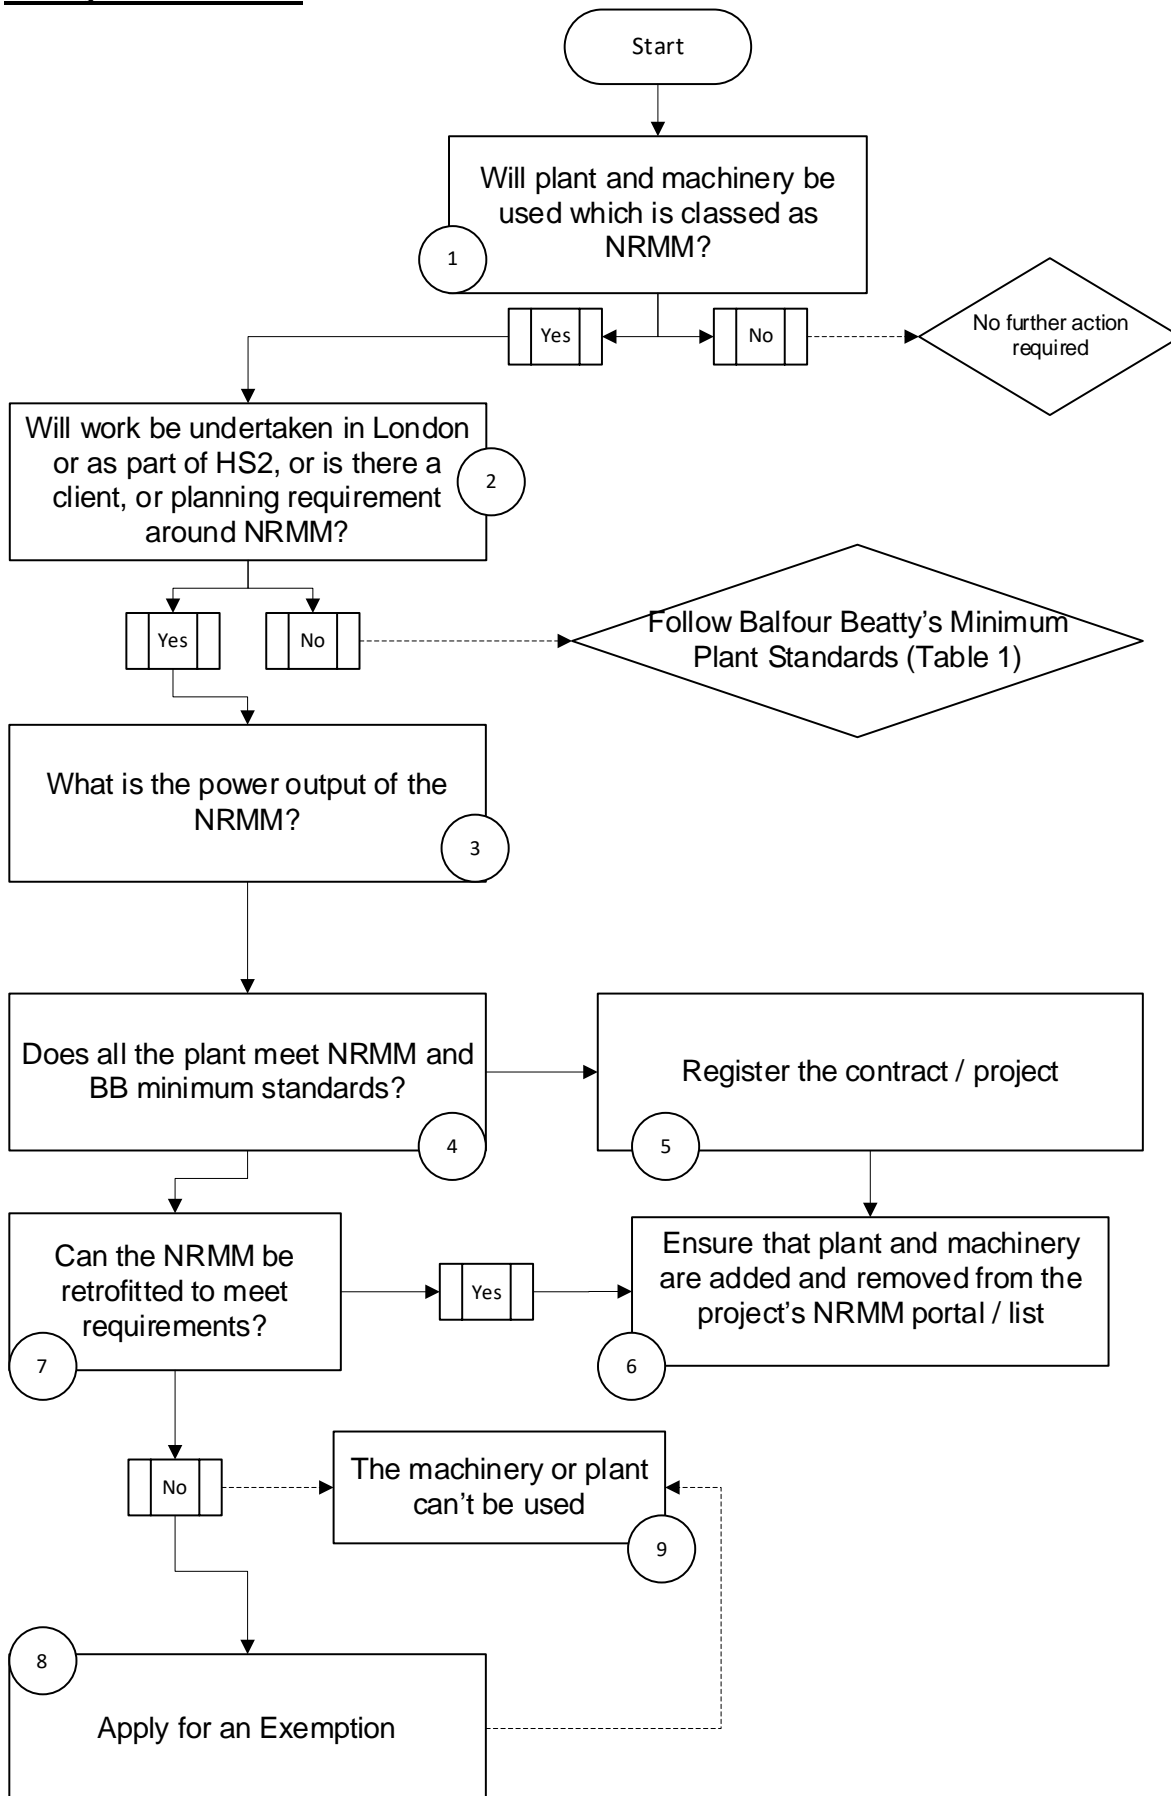 Start
Will plant and machinery be
used which is classed as
NRMM?
1
Yes
No
No further action
required
Will work be undertaken in London
or as part of HS2, or is there a
client, or planning requirement
around NRMM?
2
Yes
No
Follow Balfour Beatty’s Minimum
Plant Standards (Table 1)
What is the power output of the
NRMM?
3
Does all the plant meet NRMM and
BB minimum standards?
4
Register the contract / project
5
Can the NRMM be
retrofitted to meet
requirements?
7
Yes
Ensure that plant and machinery
are added and removed from the
project’s NRMM portal / list
6
No
The machinery or plant
can’t be used
9
8
Apply for an Exemption